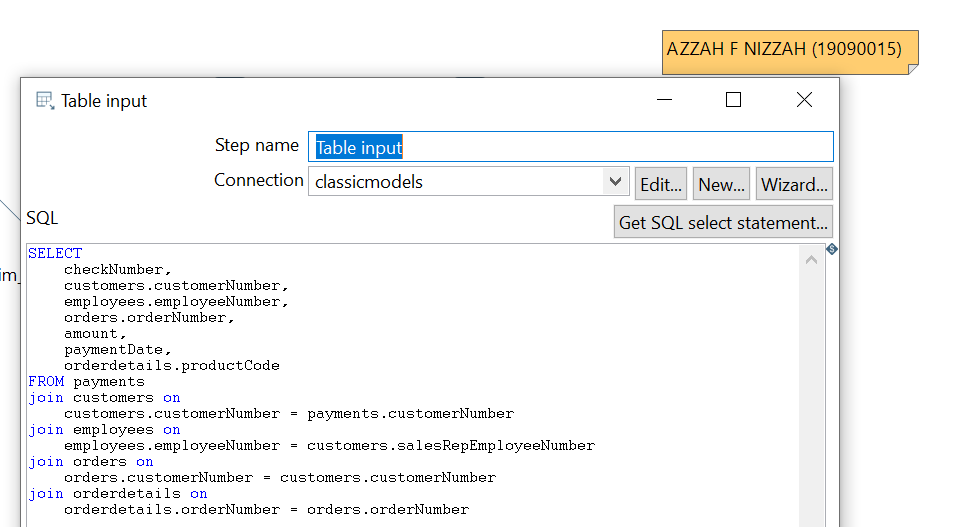 AZZAH F NIZZAH (19090015)
Table input
Step name Table input
Connection classicmodels Edit... New... Wizard...
SQL Get SQL select statement...
im_
SELECT
    checkNumber,
    customers.customerNumber,
    employees.employeeNumber,
    orders.orderNumber,
    amount,
    paymentDate,
    orderdetails.productCode
FROM payments
join customers on
    customers.customerNumber = payments.customerNumber
join employees on
    employees.employeeNumber = customers.salesRepEmployeeNumber
join orders on
    orders.customerNumber = customers.customerNumber
join orderdetails on
    orderdetails.orderNumber = orders.orderNumber